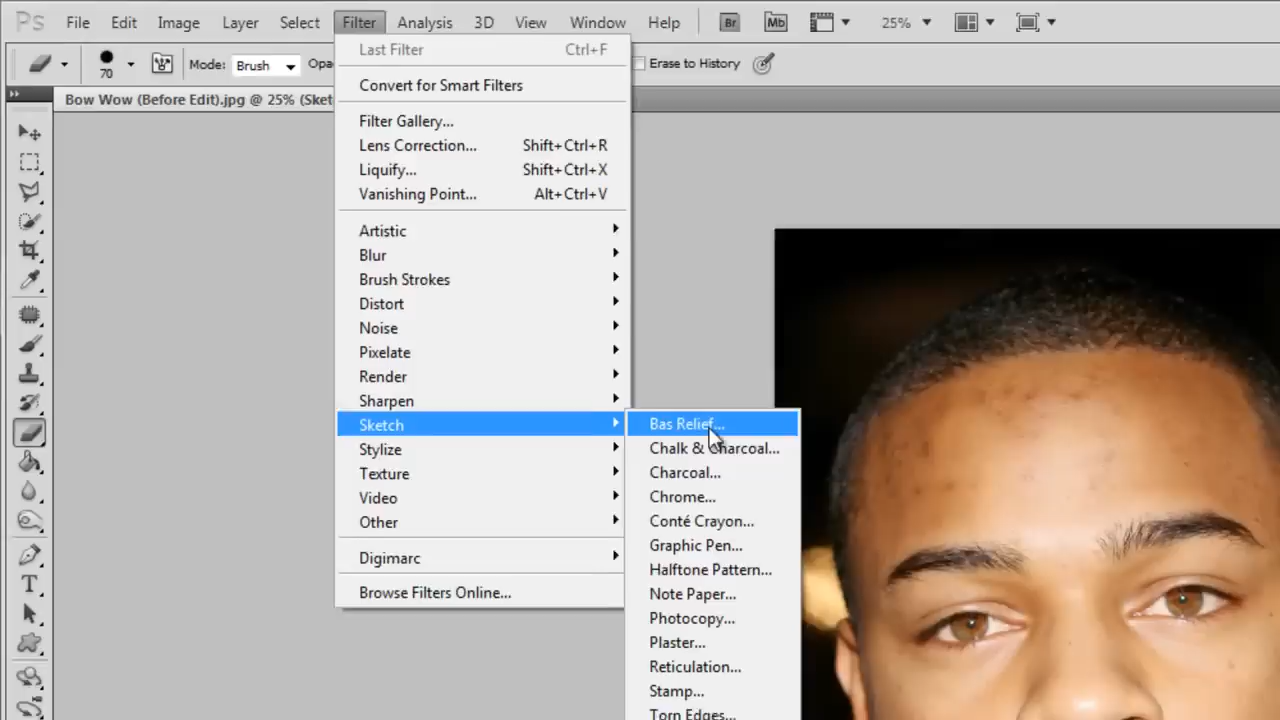 Ps File Edit Image Layer Select Filter Analysis 3D View Window Help Br Mb 25%
70 Mode: Brush Opa Erase to History
Bow Wow (Before Edit).jpg @ 25% (Sket
Last Filter Ctrl+F
Convert for Smart Filters
Filter Gallery...
Lens Correction... Shift+Ctrl+R
Liquify... Shift+Ctrl+X
Vanishing Point... Alt+Ctrl+V
Artistic
Blur
Brush Strokes
Distort
Noise
Pixelate
Render
Sharpen
Sketch
Stylize
Texture
Video
Other
Digimarc
Browse Filters Online...
Bas Relief...
Chalk & Charcoal...
Charcoal...
Chrome...
Conté Crayon...
Graphic Pen...
Halftone Pattern...
Note Paper...
Photocopy...
Plaster...
Reticulation...
Stamp...
Torn Edges...